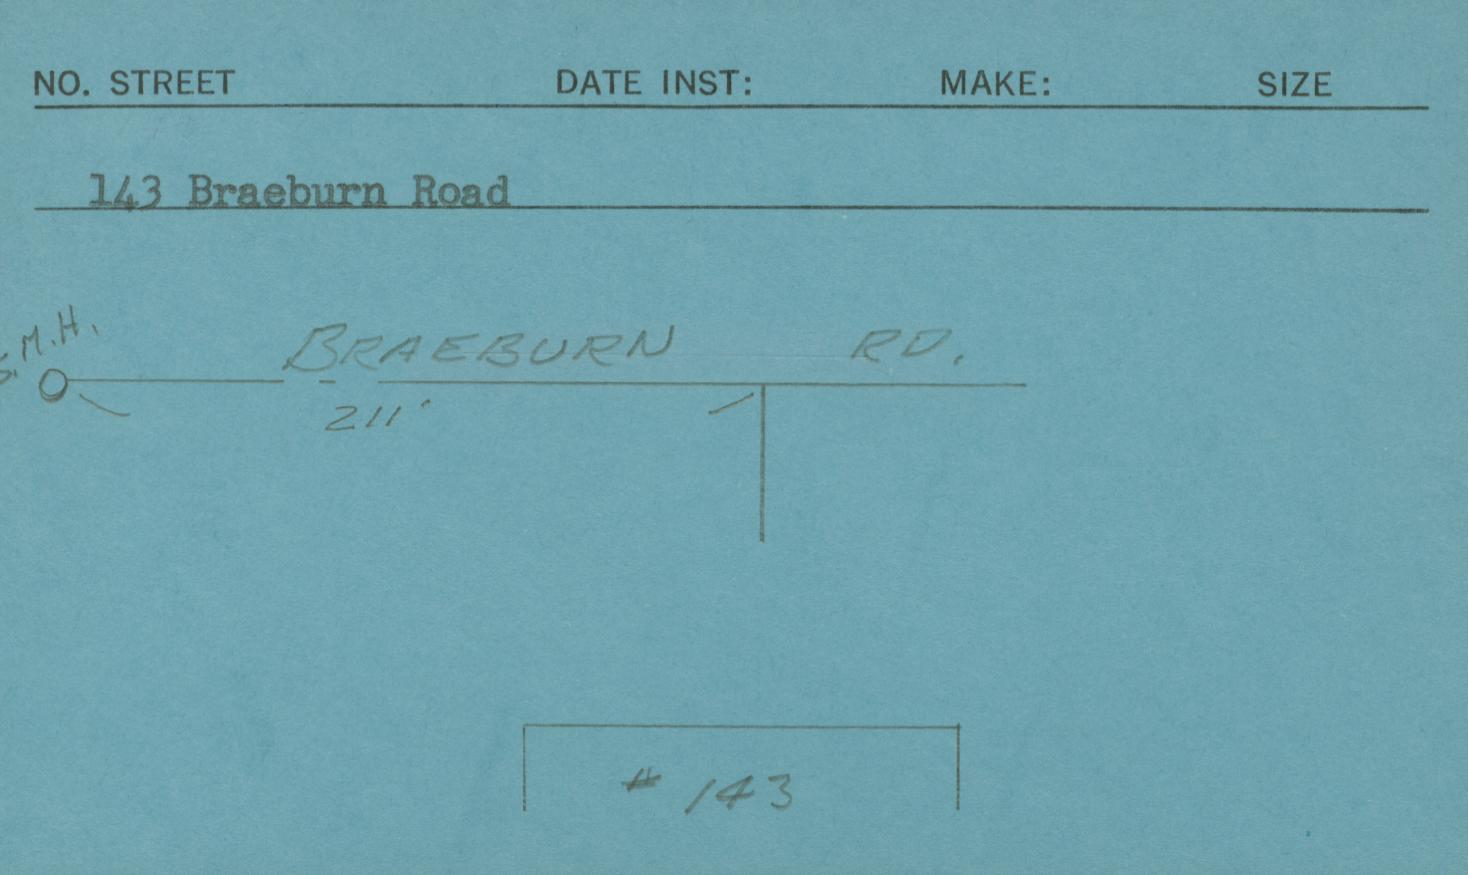 NO. STREET DATE INST: MAKE: SIZE
143 Braeburn Road
S.M.H.
BRAEBURN RD.
211'
# 143